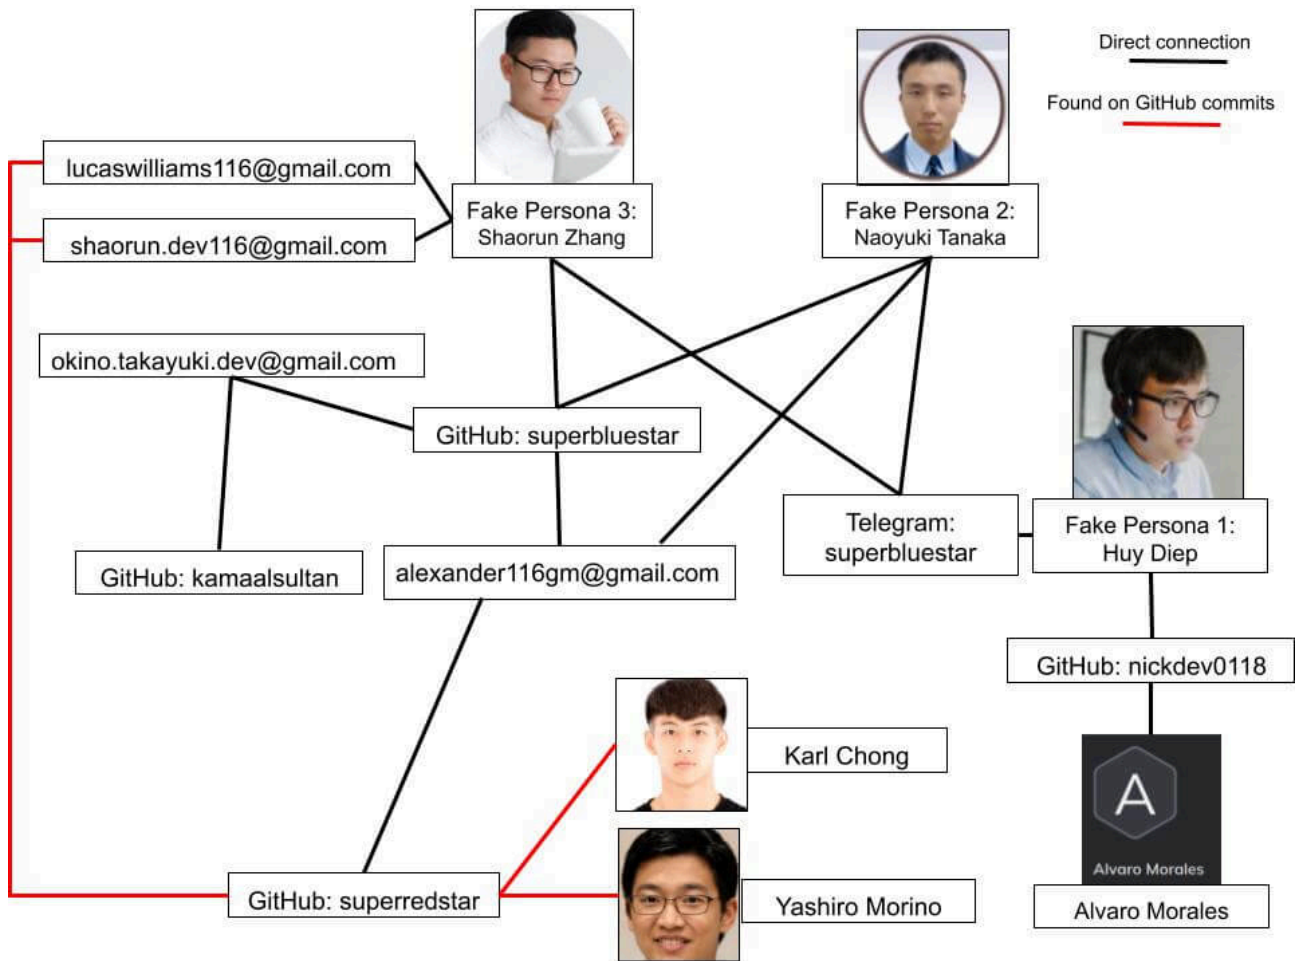 Direct connection
Found on GitHub commits
lucaswilliams116@gmail.com
shaorun.dev116@gmail.com
Fake Persona 3:
Shaorun Zhang
Fake Persona 2:
Naoyuki Tanaka
okino.takayuki.dev@gmail.com
GitHub: superbluestar
Telegram:
superbluestar
Fake Persona 1:
Huy Diep
GitHub: kamaalsultan
alexander116gm@gmail.com
GitHub: nickdev0118
Karl Chong
A
Alvaro Morales
Alvaro Morales
GitHub: superredstar
Yashiro Morino